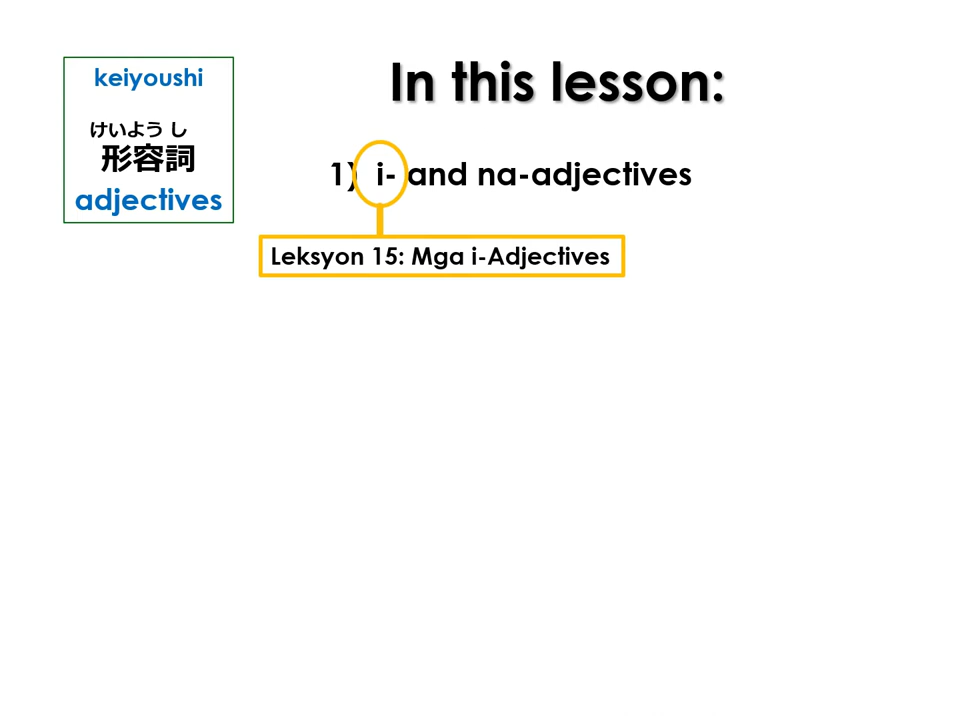 keiyoushi
けいよう し
形容詞
adjectives
In this lesson:
1) i- and na-adjectives
Leksyon 15: Mga i-Adjectives